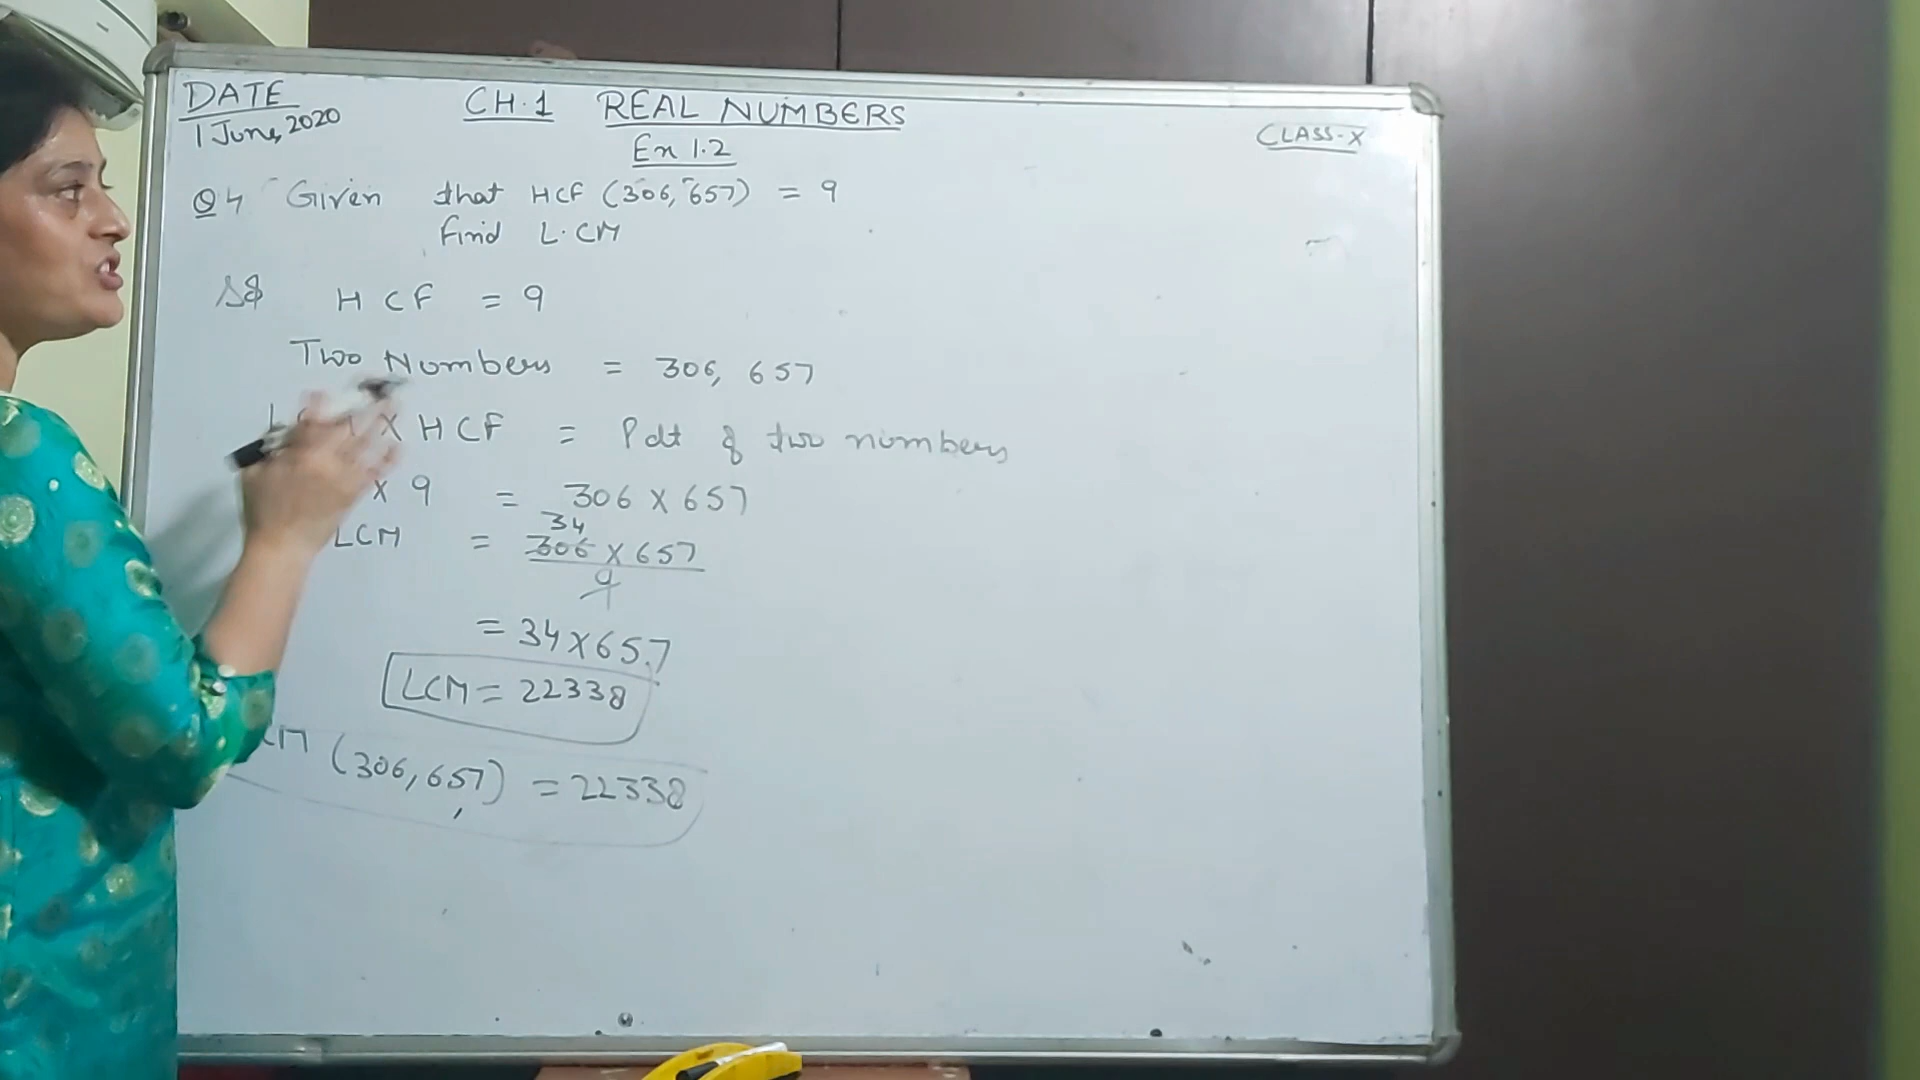 DATE
1 June, 2020
CH.1 REAL NUMBERS
Ex 1.2
CLASS-X
Q4 Given that HCF (306, 657) = 9
find L.CM
Sol HCF = 9
Two Numbers = 306, 657
X HCF = Pdt of two numbers
x 9 = 306 x 657
34
LCM = 306 x 657
9
= 34 x 657
LCM = 22338
(306, 657) = 22338